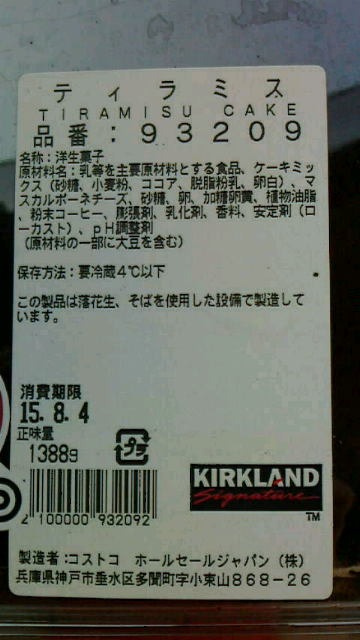 ティラミス
TIRAMISU CAKE
品番:93209
名称:洋生菓子
原材料名:乳等を主要原材料とする食品、ケーキミッ
クス(砂糖、小麦粉、ココア、脱脂粉乳、卵白)、マ
スカルポーネチーズ、砂糖、卵、加糖卵黄、植物油脂
、粉末コーヒー、膨張剤、乳化剤、香料、安定剤(ロ
ーカスト)、pH調整剤
(原材料の一部に大豆を含む)
保存方法:要冷蔵4℃以下
この製品は落花生、そばを使用した設備で製造して
います。
消費期限
15.8.4
正味量
1388g
プラ
KIRKLAND
Signature
TM
2 100000 932092
製造者:コストコ ホールセールジャパン(株)
兵庫県神戸市垂水区多聞町字小束山868-26